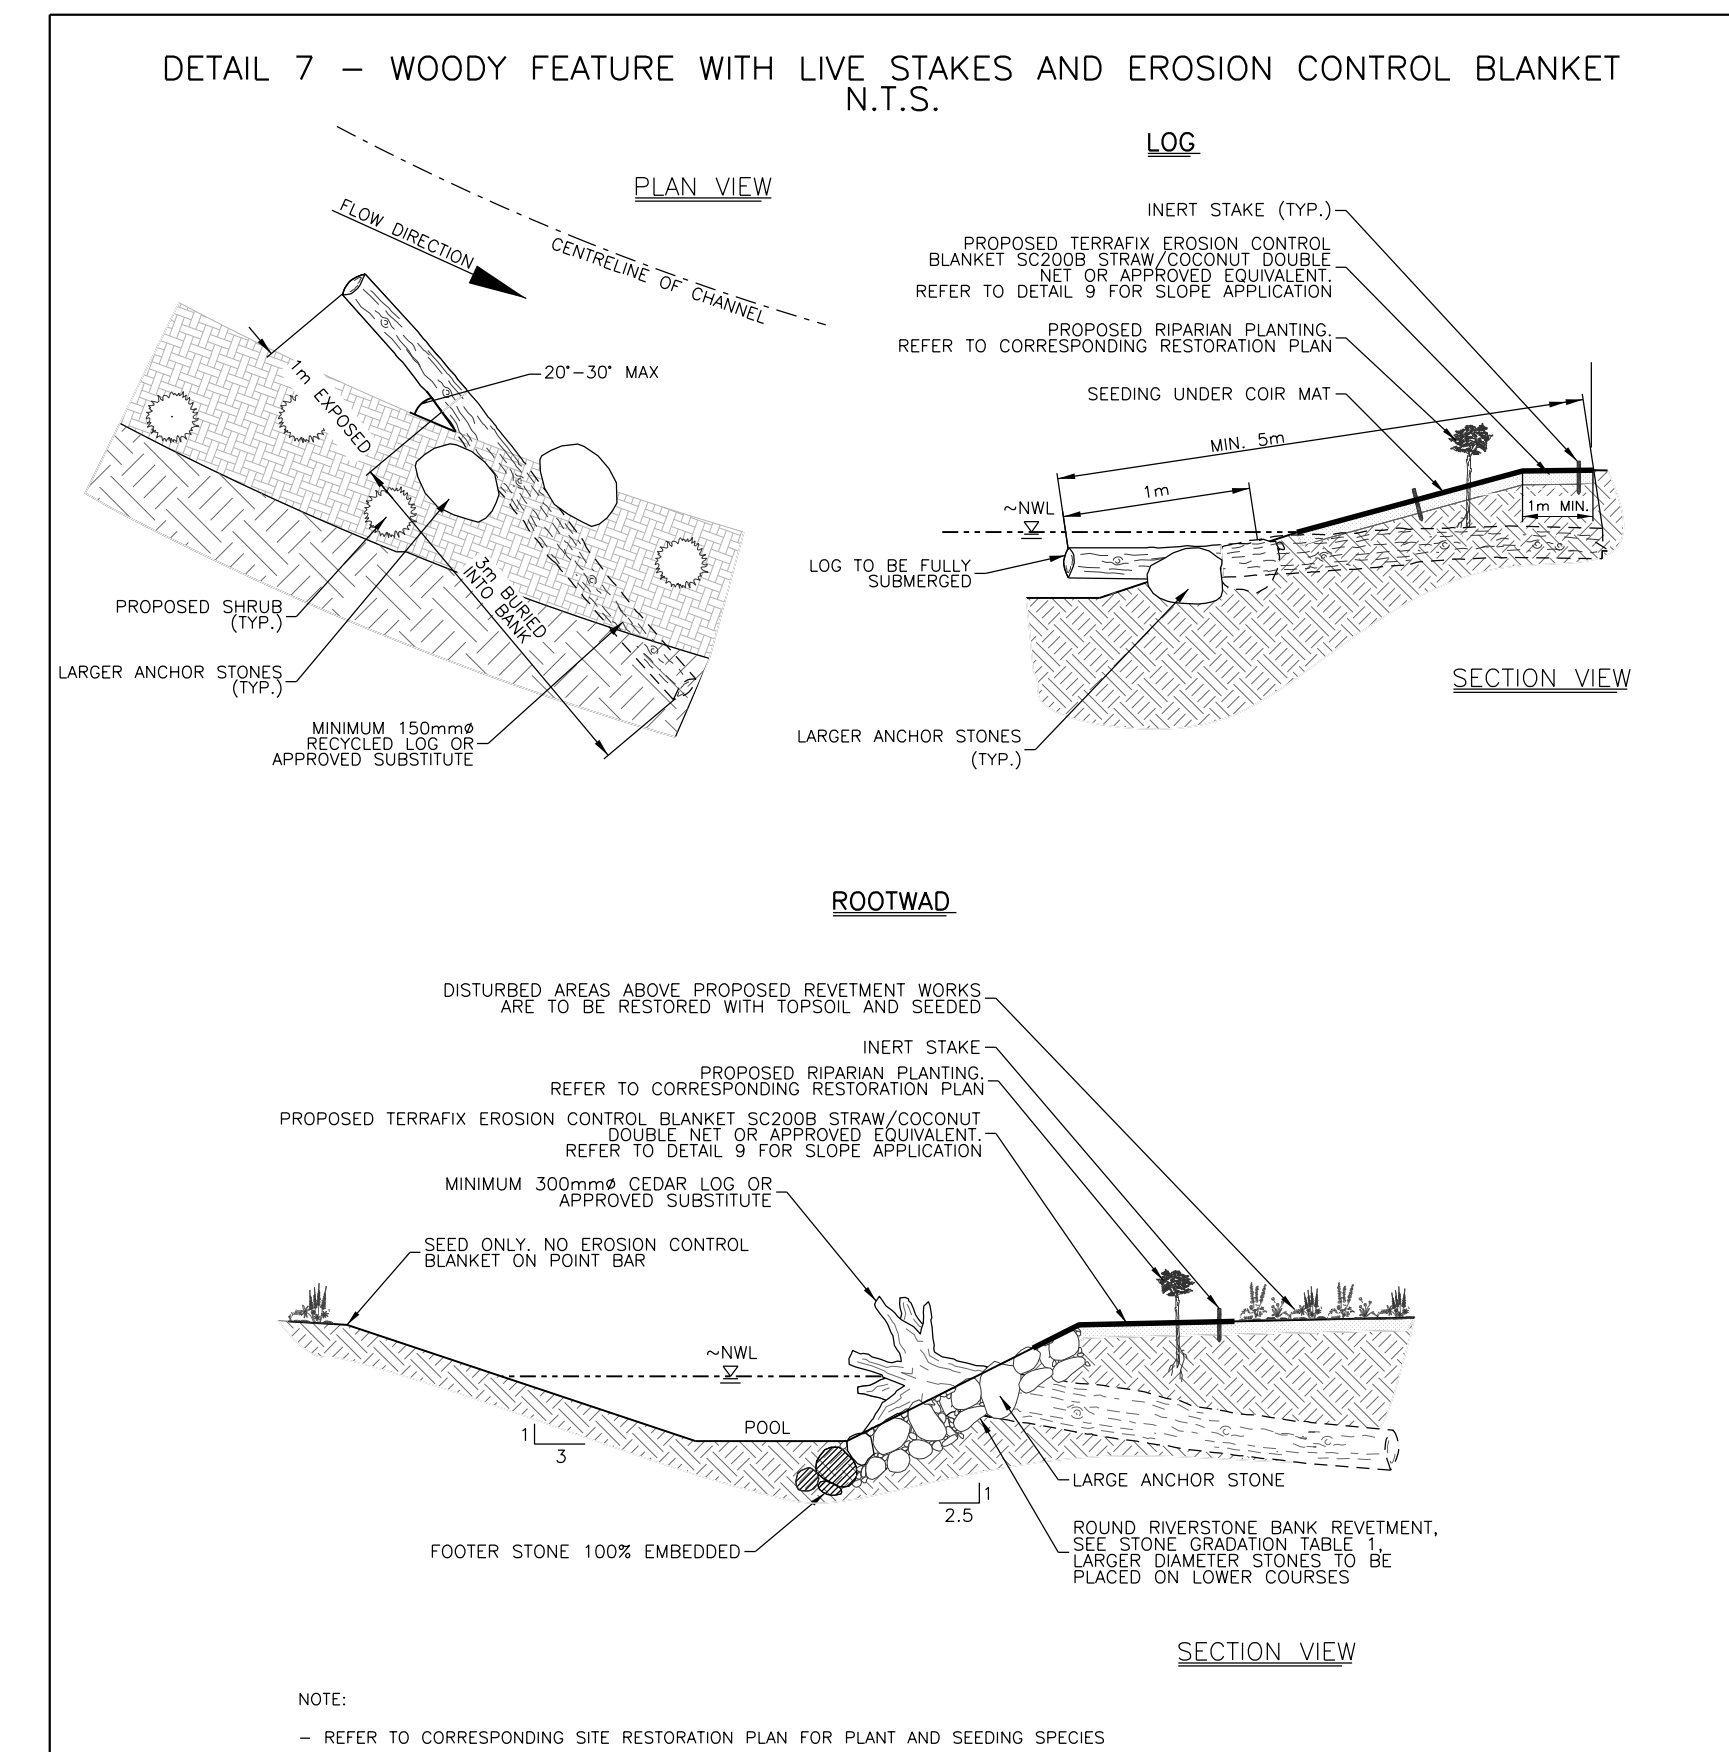 DETAIL 7 – WOODY FEATURE WITH LIVE STAKES AND EROSION CONTROL BLANKET
N.T.S.
PLAN VIEW
FLOW DIRECTION
CENTRELINE OF CHANNEL
1m EXPOSED
20°–30° MAX
3m BURIED
INTO BANK
PROPOSED SHRUB
(TYP.)
LARGER ANCHOR STONES
(TYP.)
MINIMUM 150mmø
RECYCLED LOG OR
APPROVED SUBSTITUTE
LOG
INERT STAKE (TYP.)
PROPOSED TERRAFIX EROSION CONTROL
BLANKET SC200B STRAW/COCONUT DOUBLE
NET OR APPROVED EQUIVALENT.
REFER TO DETAIL 9 FOR SLOPE APPLICATION
PROPOSED RIPARIAN PLANTING.
REFER TO CORRESPONDING RESTORATION PLAN
SEEDING UNDER COIR MAT
MIN. 5m
1m
~NWL
1m MIN.
LOG TO BE FULLY
SUBMERGED
SECTION VIEW
LARGER ANCHOR STONES
(TYP.)
ROOTWAD
DISTURBED AREAS ABOVE PROPOSED REVETMENT WORKS
ARE TO BE RESTORED WITH TOPSOIL AND SEEDED
INERT STAKE
PROPOSED RIPARIAN PLANTING.
REFER TO CORRESPONDING RESTORATION PLAN
PROPOSED TERRAFIX EROSION CONTROL BLANKET SC200B STRAW/COCONUT
DOUBLE NET OR APPROVED EQUIVALENT.
REFER TO DETAIL 9 FOR SLOPE APPLICATION
MINIMUM 300mmø CEDAR LOG OR
APPROVED SUBSTITUTE
SEED ONLY. NO EROSION CONTROL
BLANKET ON POINT BAR
~NWL
POOL
1
3
LARGE ANCHOR STONE
1
2.5
FOOTER STONE 100% EMBEDDED
ROUND RIVERSTONE BANK REVETMENT,
SEE STONE GRADATION TABLE 1,
LARGER DIAMETER STONES TO BE
PLACED ON LOWER COURSES
SECTION VIEW
NOTE:
– REFER TO CORRESPONDING SITE RESTORATION PLAN FOR PLANT AND SEEDING SPECIES